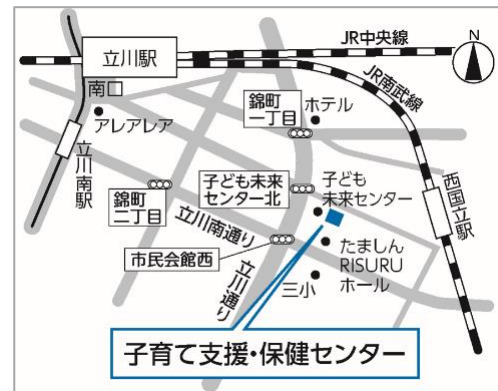 立川駅
JR中央線
N
JR南武線
南口
アレアレア
立川南駅
錦町
一丁目
ホテル
錦町
二丁目
子ども未来
センター北
子ども
未来センター
西国立駅
立川南通り
市民会館西
立川通り
たましん
RISURU
ホール
三小
子育て支援・保健センター